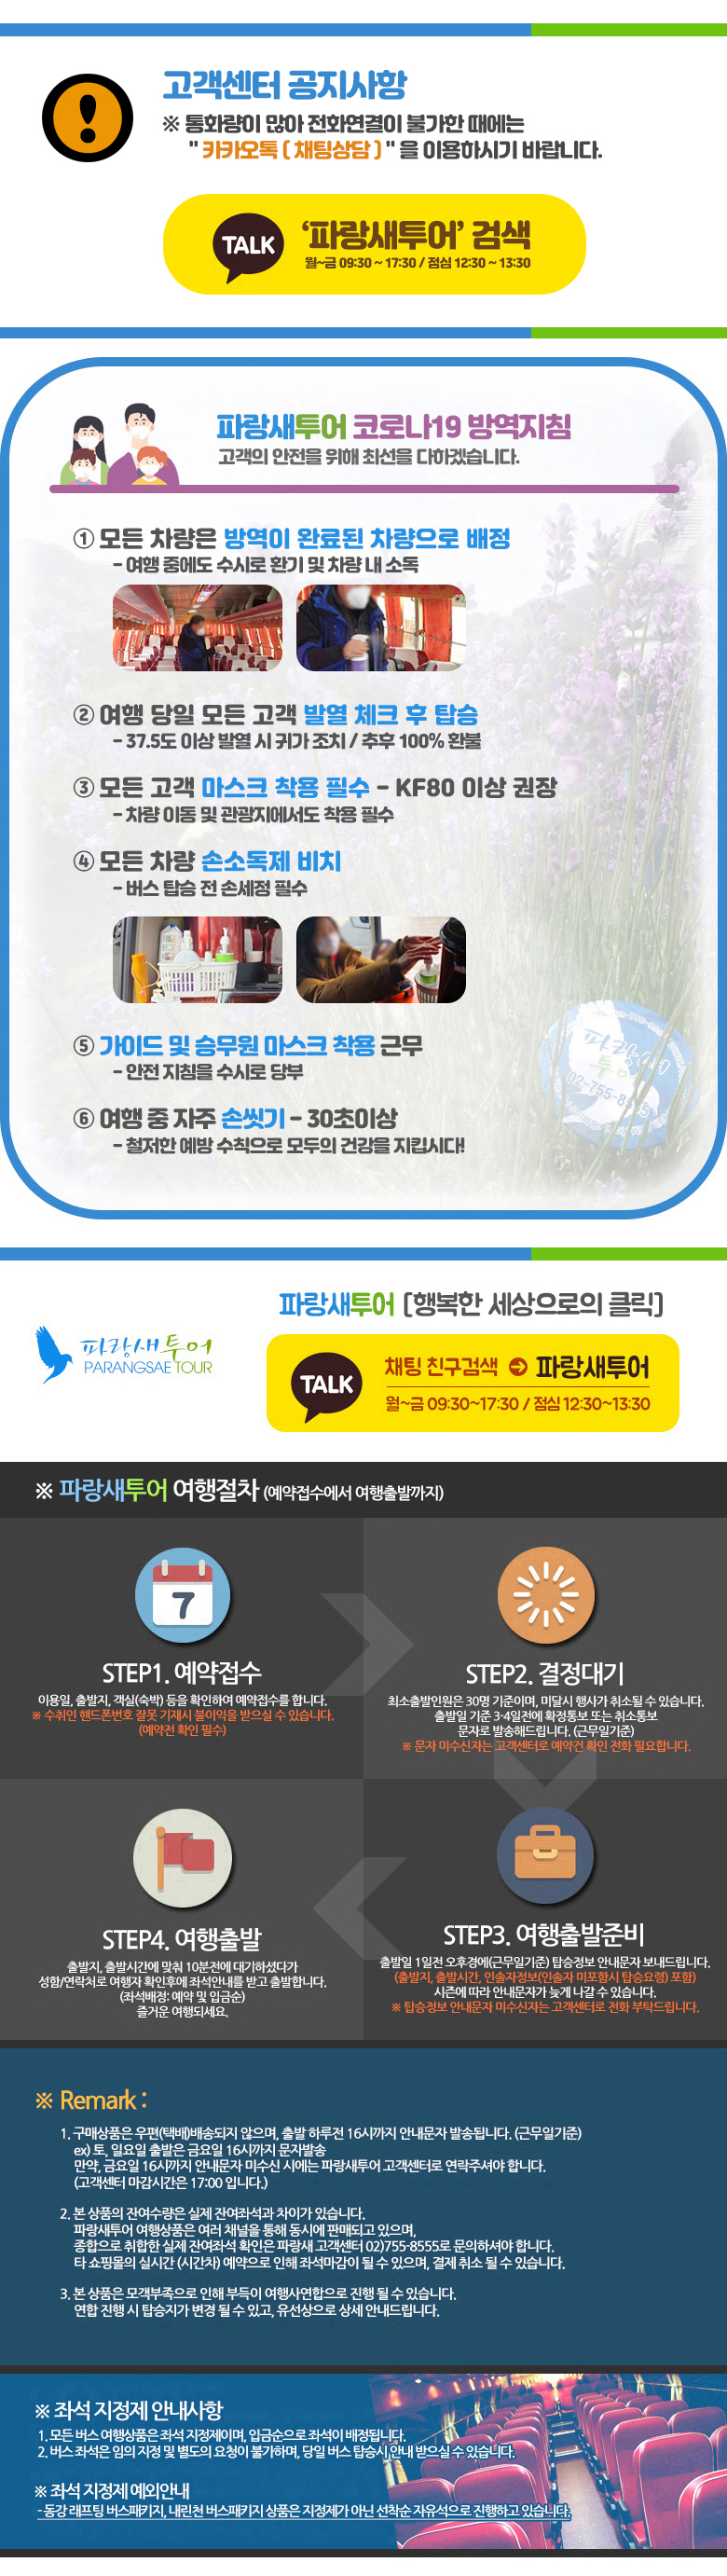 고객센터 공지사항
※ 통화량이 많아 전화연결이 불가한 때에는
" 카카오톡 ( 채팅상담 ) " 을 이용하시기 바랍니다.
TALK
‘파랑새투어’ 검색
월~금 09:30 ~ 17:30 / 점심 12:30 ~ 13:30
파랑새투어 코로나19 방역지침
고객의 안전을 위해 최선을 다하겠습니다.
① 모든 차량은 방역이 완료된 차량으로 배정
- 여행 중에도 수시로 환기 및 차량 내 소독
② 여행 당일 모든 고객 발열 체크 후 탑승
- 37.5도 이상 발열 시 귀가 조치 / 추후 100% 환불
③ 모든 고객 마스크 착용 필수 - KF80 이상 권장
- 차량 이동 및 관광지에서도 착용 필수
④ 모든 차량 손소독제 비치
- 버스 탑승 전 손세정 필수
⑤ 가이드 및 승무원 마스크 착용 근무
- 안전 지침을 수시로 당부
파랑새
투어
02-755-8
⑥ 여행 중 자주 손씻기 - 30초이상
- 철저한 예방 수칙으로 모두의 건강을 지킵시다!
파랑새투어 [행복한 세상으로의 클릭]
파랑새투어
PARANGSAE TOUR
TALK
채팅 친구검색 파랑새투어
월~금 09:30~17:30 / 점심 12:30~13:30
※ 파랑새투어 여행절차 (예약접수에서 여행출발까지)
7
STEP1. 예약접수
이용일, 출발지, 객실(숙박) 등을 확인하여 예약접수를 합니다.
※ 수취인 핸드폰번호 잘못 기재시 불이익을 받으실 수 있습니다.
(예약전 확인 필수)
STEP2. 결정대기
최소출발인원은 30명 기준이며, 미달시 행사가 취소될 수 있습니다.
출발일 기준 3-4일전에 확정통보 또는 취소통보
문자로 발송해드립니다. (근무일기준)
※ 문자 미수신자는 고객센터로 예약건 확인 전화 필요합니다.
STEP4. 여행출발
출발지, 출발시간에 맞춰 10분전에 대기하셨다가
성함/연락처로 여행자 확인후에 좌석안내를 받고 출발합니다.
(좌석배정: 예약 및 입금순)
즐거운 여행되세요.
STEP3. 여행출발준비
출발일 1일전 오후경에(근무일기준) 탑승정보 안내문자 보내드립니다.
(출발지, 출발시간, 인솔자정보(인솔자 미포함시 탑승요령) 포함)
시즌에 따라 안내문자가 늦게 나갈 수 있습니다.
※ 탑승정보 안내문자 미수신자는 고객센터로 전화 부탁드립니다.
※ Remark :
1. 구매상품은 우편(택배)배송되지 않으며, 출발 하루전 16시까지 안내문자 발송됩니다. (근무일기준)
ex) 토, 일요일 출발은 금요일 16시까지 문자발송
만약, 금요일 16시까지 안내문자 미수신 시에는 파랑새투어 고객센터로 연락주셔야 합니다.
(고객센터 마감시간은 17:00 입니다.)
2. 본 상품의 잔여수량은 실제 잔여좌석과 차이가 있습니다.
파랑새투어 여행상품은 여러 채널을 통해 동시에 판매되고 있으며,
종합으로 취합한 실제 잔여좌석 확인은 파랑새 고객센터 02)755-8555로 문의하셔야 합니다.
타 쇼핑몰의 실시간 (시간차) 예약으로 인해 좌석마감이 될 수 있으며, 결제 취소 될 수 있습니다.
3. 본 상품은 모객부족으로 인해 부득이 여행사연합으로 진행 될 수 있습니다.
연합 진행 시 탑승지가 변경 될 수 있고, 유선상으로 상세 안내드립니다.
※ 좌석 지정제 안내사항
1. 모든 버스 여행상품은 좌석 지정제이며, 입금순으로 좌석이 배정됩니다.
2. 버스 좌석은 임의 지정 및 별도의 요청이 불가하며, 당일 버스 탑승시 안내 받으실 수 있습니다.
※ 좌석 지정제 예외안내
- 동강 래프팅 버스패키지, 내린천 버스패키지 상품은 지정제가 아닌 선착순 자유석으로 진행하고 있습니다.